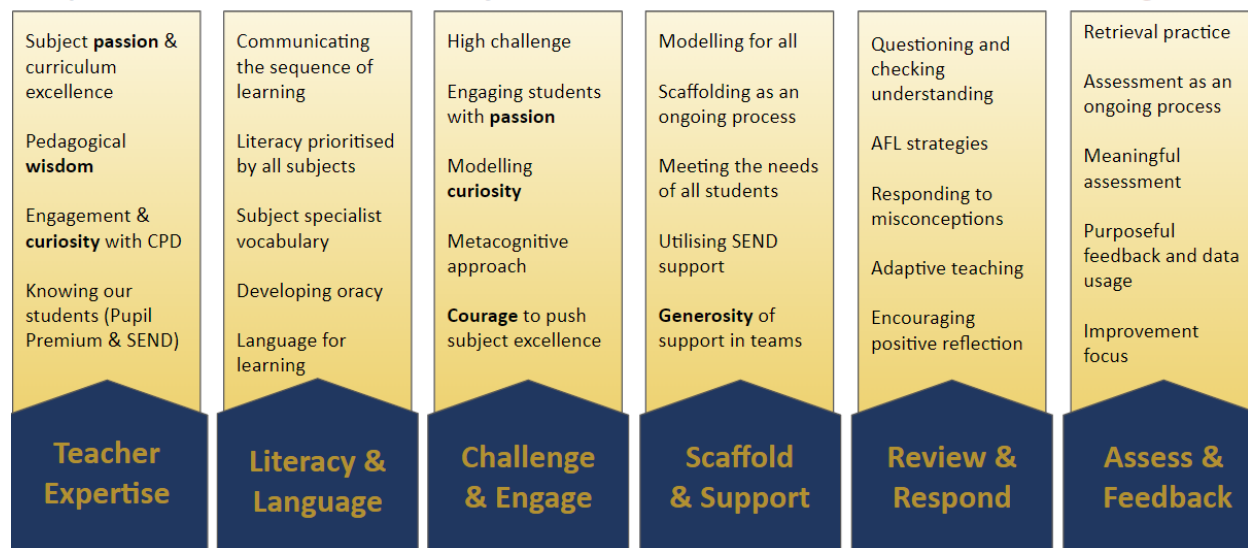 Subject passion &
curriculum
excellence
Pedagogical
wisdom
Engagement &
curiosity with CPD
Knowing our
students (Pupil
Premium & SEND)
Teacher
Expertise
Communicating
the sequence of
learning
Literacy prioritised
by all subjects
Subject specialist
vocabulary
Developing oracy
Language for
learning
Literacy &
Language
High challenge
Engaging students
with passion
Modelling
curiosity
Metacognitive
approach
Courage to push
subject excellence
Challenge
& Engage
Modelling for all
Scaffolding as an
ongoing process
Meeting the needs
of all students
Utilising SEND
support
Generosity of
support in teams
Scaffold
& Support
Questioning and
checking
understanding
AFL strategies
Responding to
misconceptions
Adaptive teaching
Encouraging
positive reflection
Review &
Respond
Retrieval practice
Assessment as an
ongoing process
Meaningful
assessment
Purposeful
feedback and data
usage
Improvement
focus
Assess &
Feedback